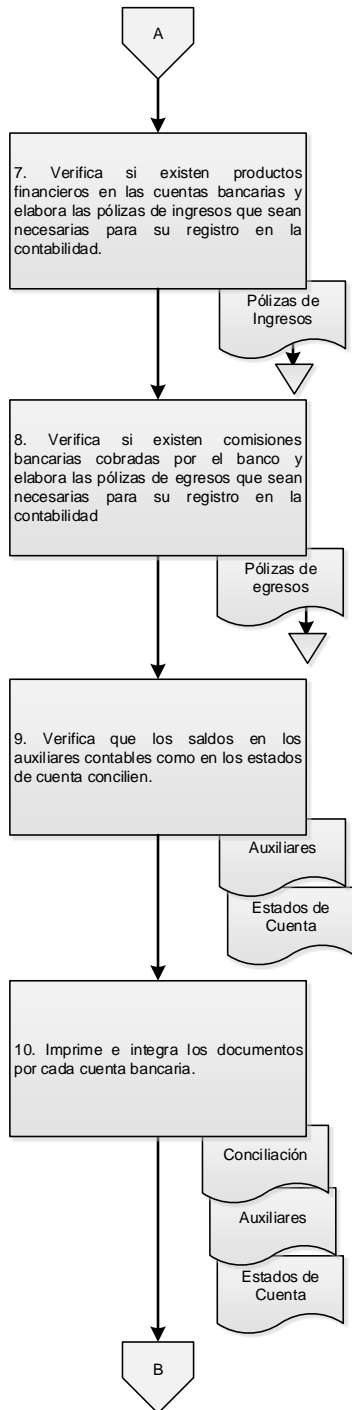 A
7. Verifica si existen productos
financieros en las cuentas bancarias y
elabora las pólizas de ingresos que sean
necesarias para su registro en la
contabilidad.
Pólizas de
Ingresos
8. Verifica si existen comisiones
bancarias cobradas por el banco y
elabora las pólizas de egresos que sean
necesarias para su registro en la
contabilidad
Pólizas de
egresos
9. Verifica que los saldos en los
auxiliares contables como en los estados
de cuenta concilien.
Auxiliares
Estados de
Cuenta
10. Imprime e integra los documentos
por cada cuenta bancaria.
Conciliación
Auxiliares
Estados de
Cuenta
B